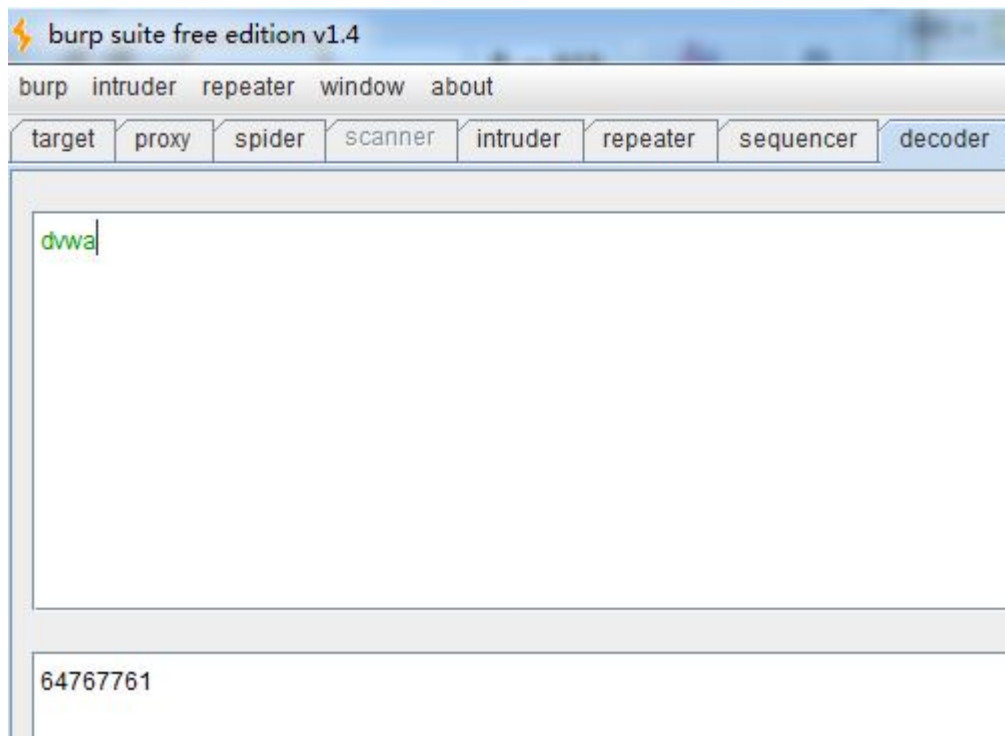 burp suite free edition v1.4
burp intruder repeater window about
target proxy spider scanner intruder repeater sequencer decoder
dvwa
64767761